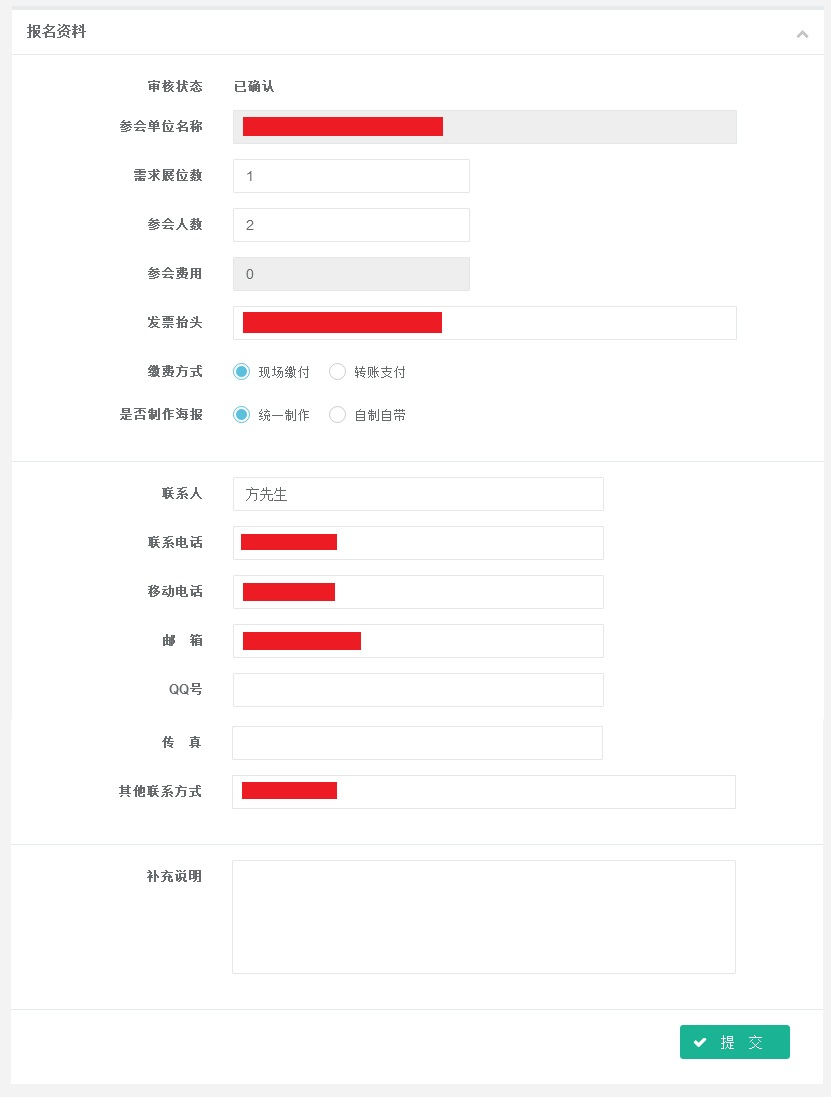 报名资料
审核状态 已确认
参会单位名称
需求展位数 1
参会人数 2
参会费用 0
发票抬头
缴费方式 现场缴付 转账支付
是否制作海报 统一制作 自制自带
联系人 方先生
联系电话
移动电话
邮 箱
QQ号
传 真
其他联系方式
补充说明
提 交